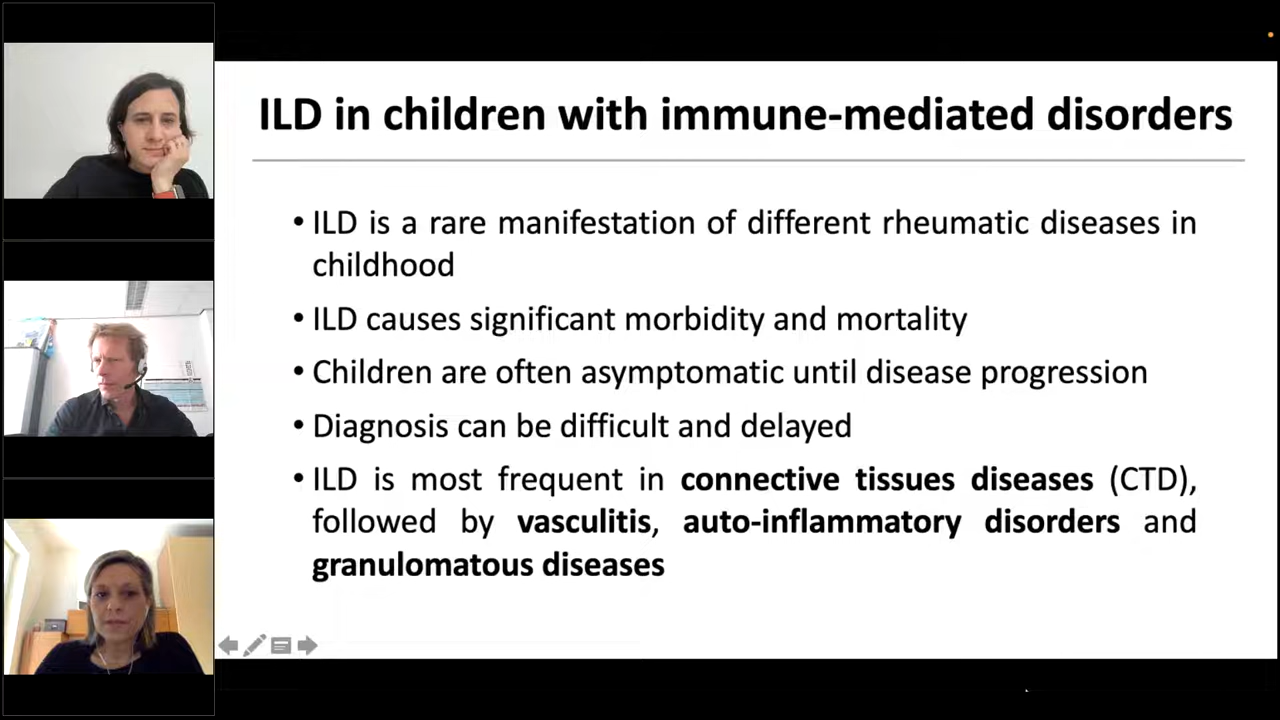 ILD in children with immune-mediated disorders
• ILD is a rare manifestation of different rheumatic diseases in
childhood
• ILD causes significant morbidity and mortality
• Children are often asymptomatic until disease progression
• Diagnosis can be difficult and delayed
• ILD is most frequent in connective tissues diseases (CTD),
followed by vasculitis, auto-inflammatory disorders and
granulomatous diseases